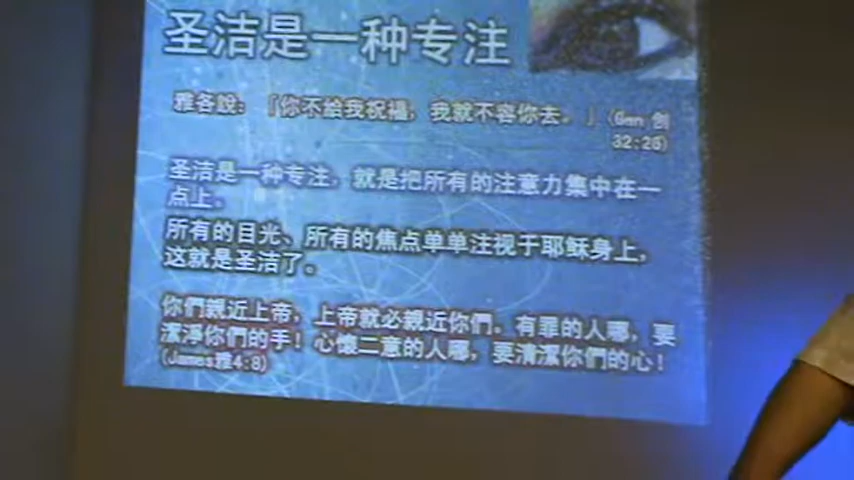 圣洁是一种专注
雅各說：「你不給我祝福，我就不容你去。」(Gen 创
32:26)
圣洁是一种专注，就是把所有的注意力集中在一
点上。
所有的目光、所有的焦点单单注视于耶稣身上，
这就是圣洁了。
你們親近上帝，上帝就必親近你們。有罪的人哪，要
潔淨你們的手！心懷二意的人哪，要清潔你們的心！
(James雅4:8)